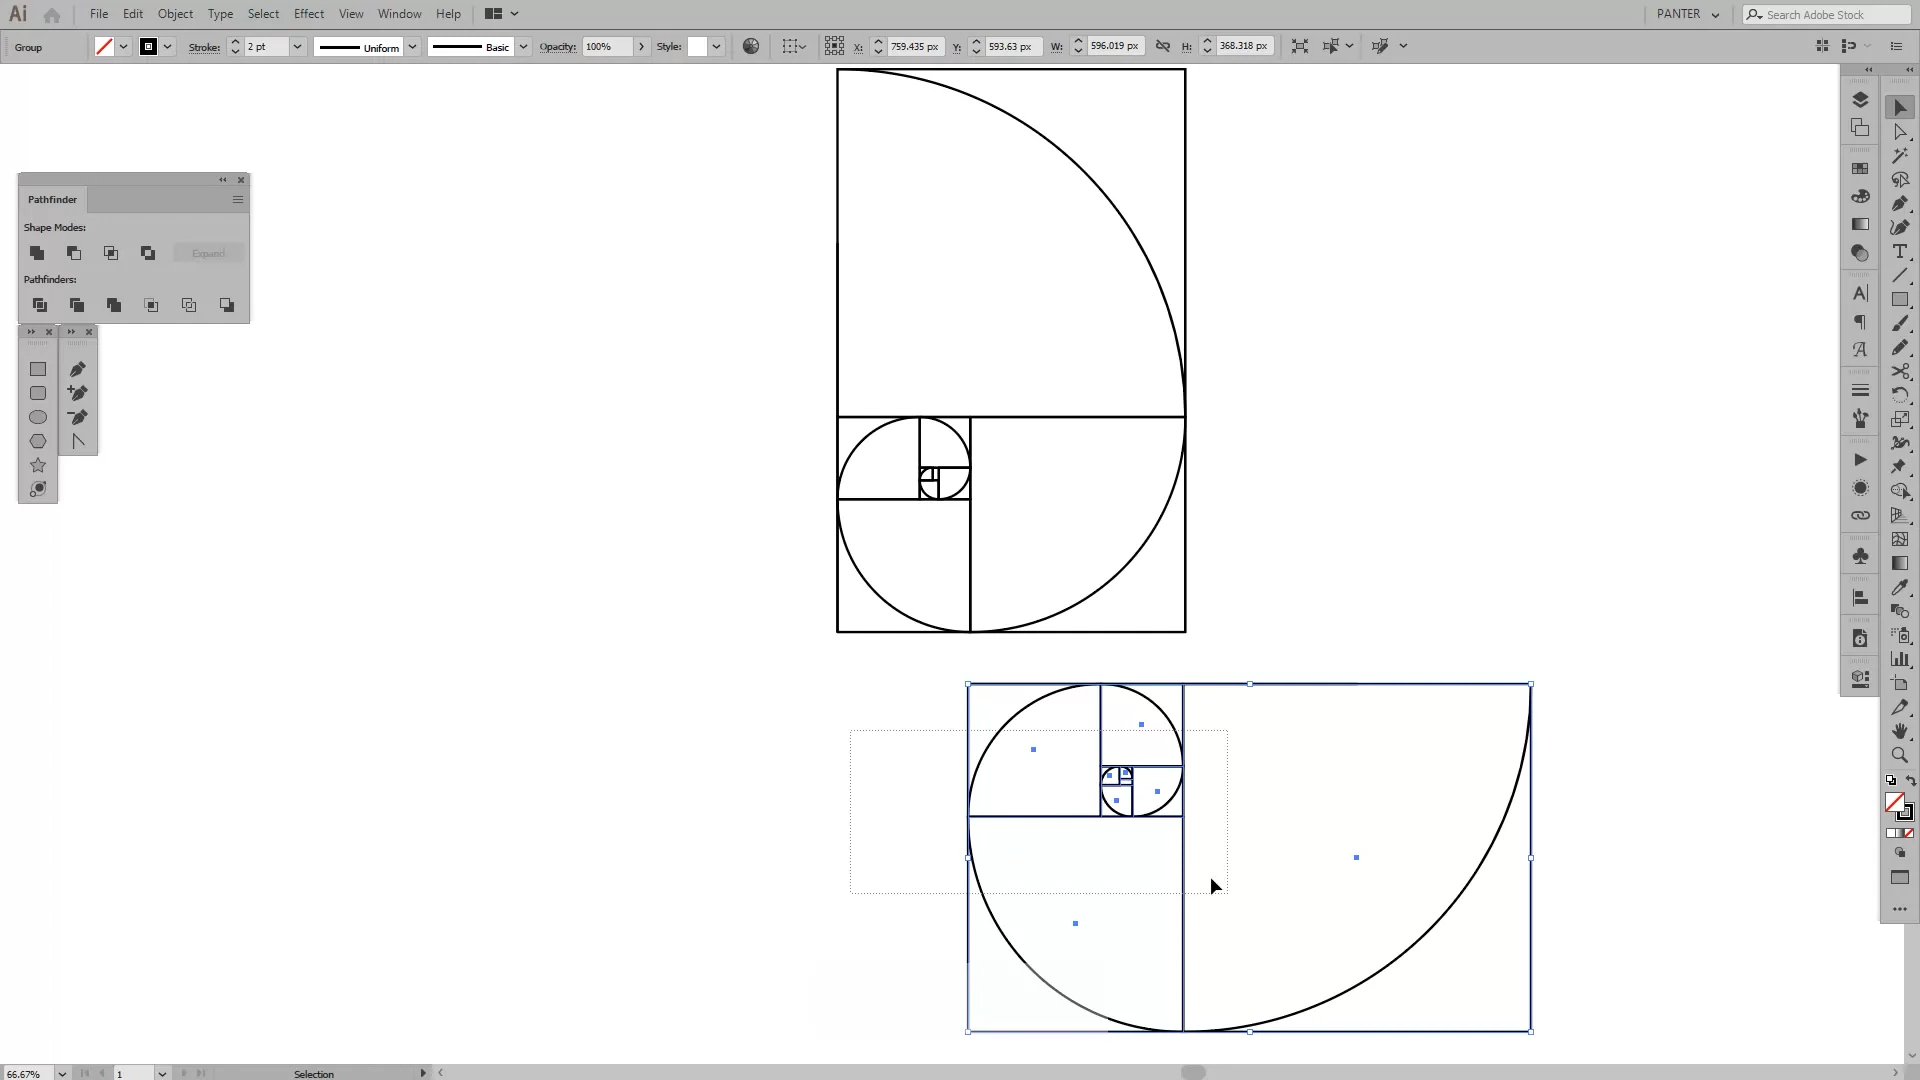 Ai File Edit Object Type Select Effect View Window Help PANTER Search Adobe Stock
Group Stroke: 2 pt Uniform Basic Opacity: 100% Style: X: 759.435 px Y: 593.63 px W: 596.019 px H: 368.318 px
Pathfinder
Shape Modes:
Expand
Pathfinders:
66.67% 1 Selection